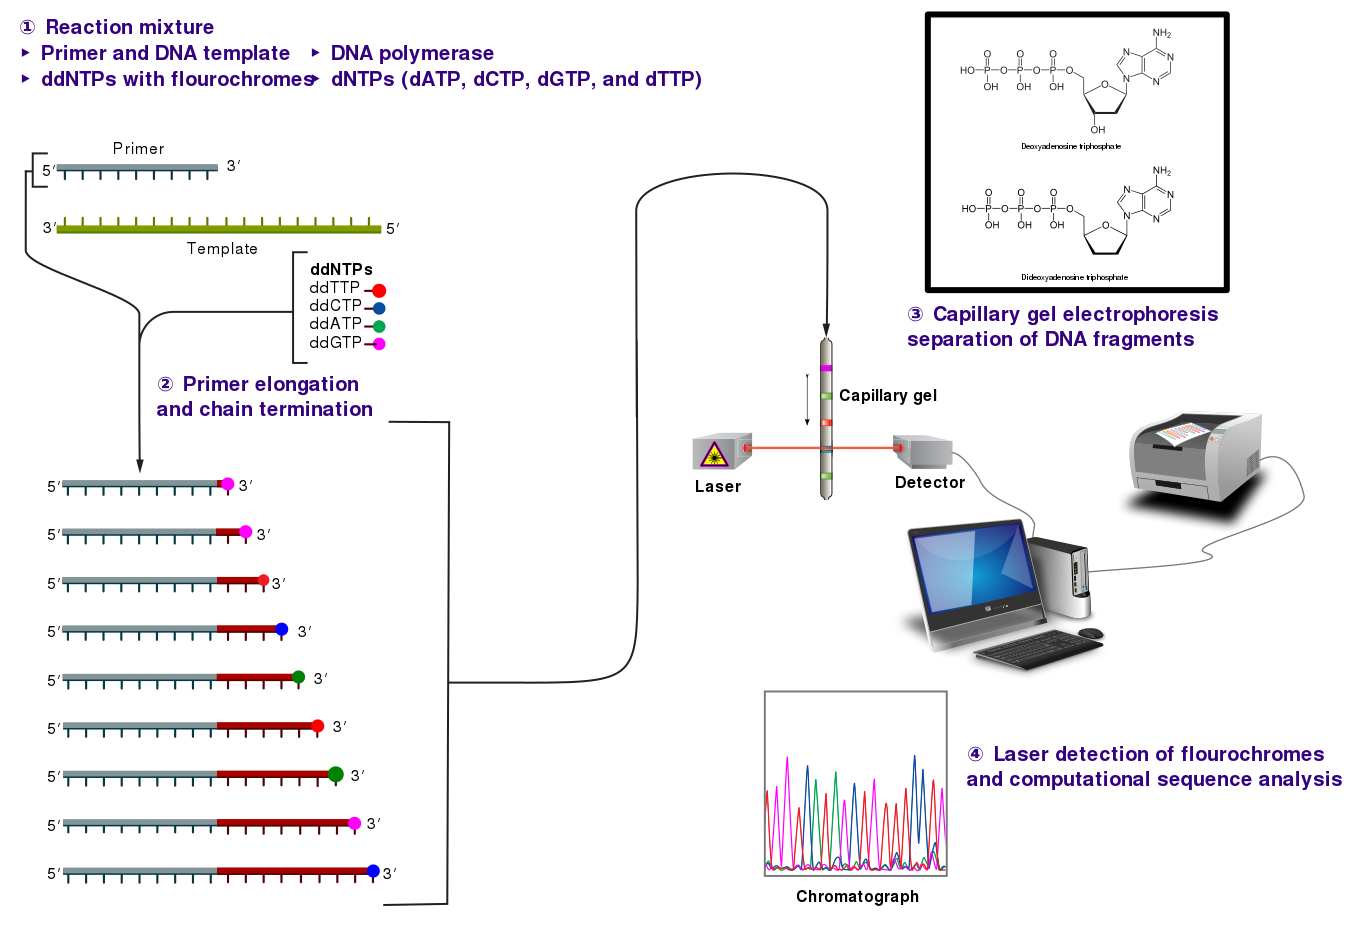 ① Reaction mixture
▸ Primer and DNA template ▸ DNA polymerase
▸ ddNTPs with flourochromes ▸ dNTPs (dATP, dCTP, dGTP, and dTTP)
Primer
5′ 3′
3′ 5′
Template
ddNTPs
ddTTP
ddCTP
ddATP
ddGTP
② Primer elongation
and chain termination
5′ 3′
5′ 3′
5′ 3′
5′ 3′
5′ 3′
5′ 3′
5′ 3′
5′ 3′
5′ 3′
NH₂
N N
O O O
HO P O P O P O O N N
OH OH OH
OH
Deoxyadenosine triphosphate
NH₂
N N
O O O
HO P O P O P O O N N
OH OH OH
Dideoxyadenosine triphosphate
③ Capillary gel electrophoresis
separation of DNA fragments
Capillary gel
Laser
Detector
④ Laser detection of flourochromes
and computational sequence analysis
Chromatograph